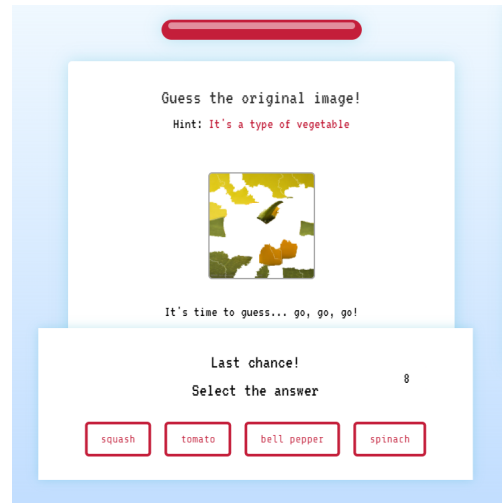 Guess the original image!
Hint: It's a type of vegetable
It's time to guess... go, go, go!
Last chance!
8
Select the answer
squash
tomato
bell pepper
spinach